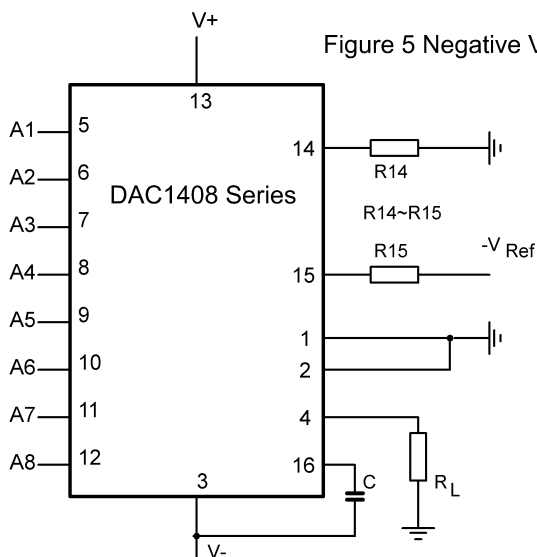 V+
Figure 5 Negative
13
A1 5
14
R14
A2 6
DAC1408 Series
A3 7
R14~R15
A4 8
15
R15
-V Ref
A5 9
1
A6 10
2
A7 11
4
A8 12
16
C
RL
3
V-